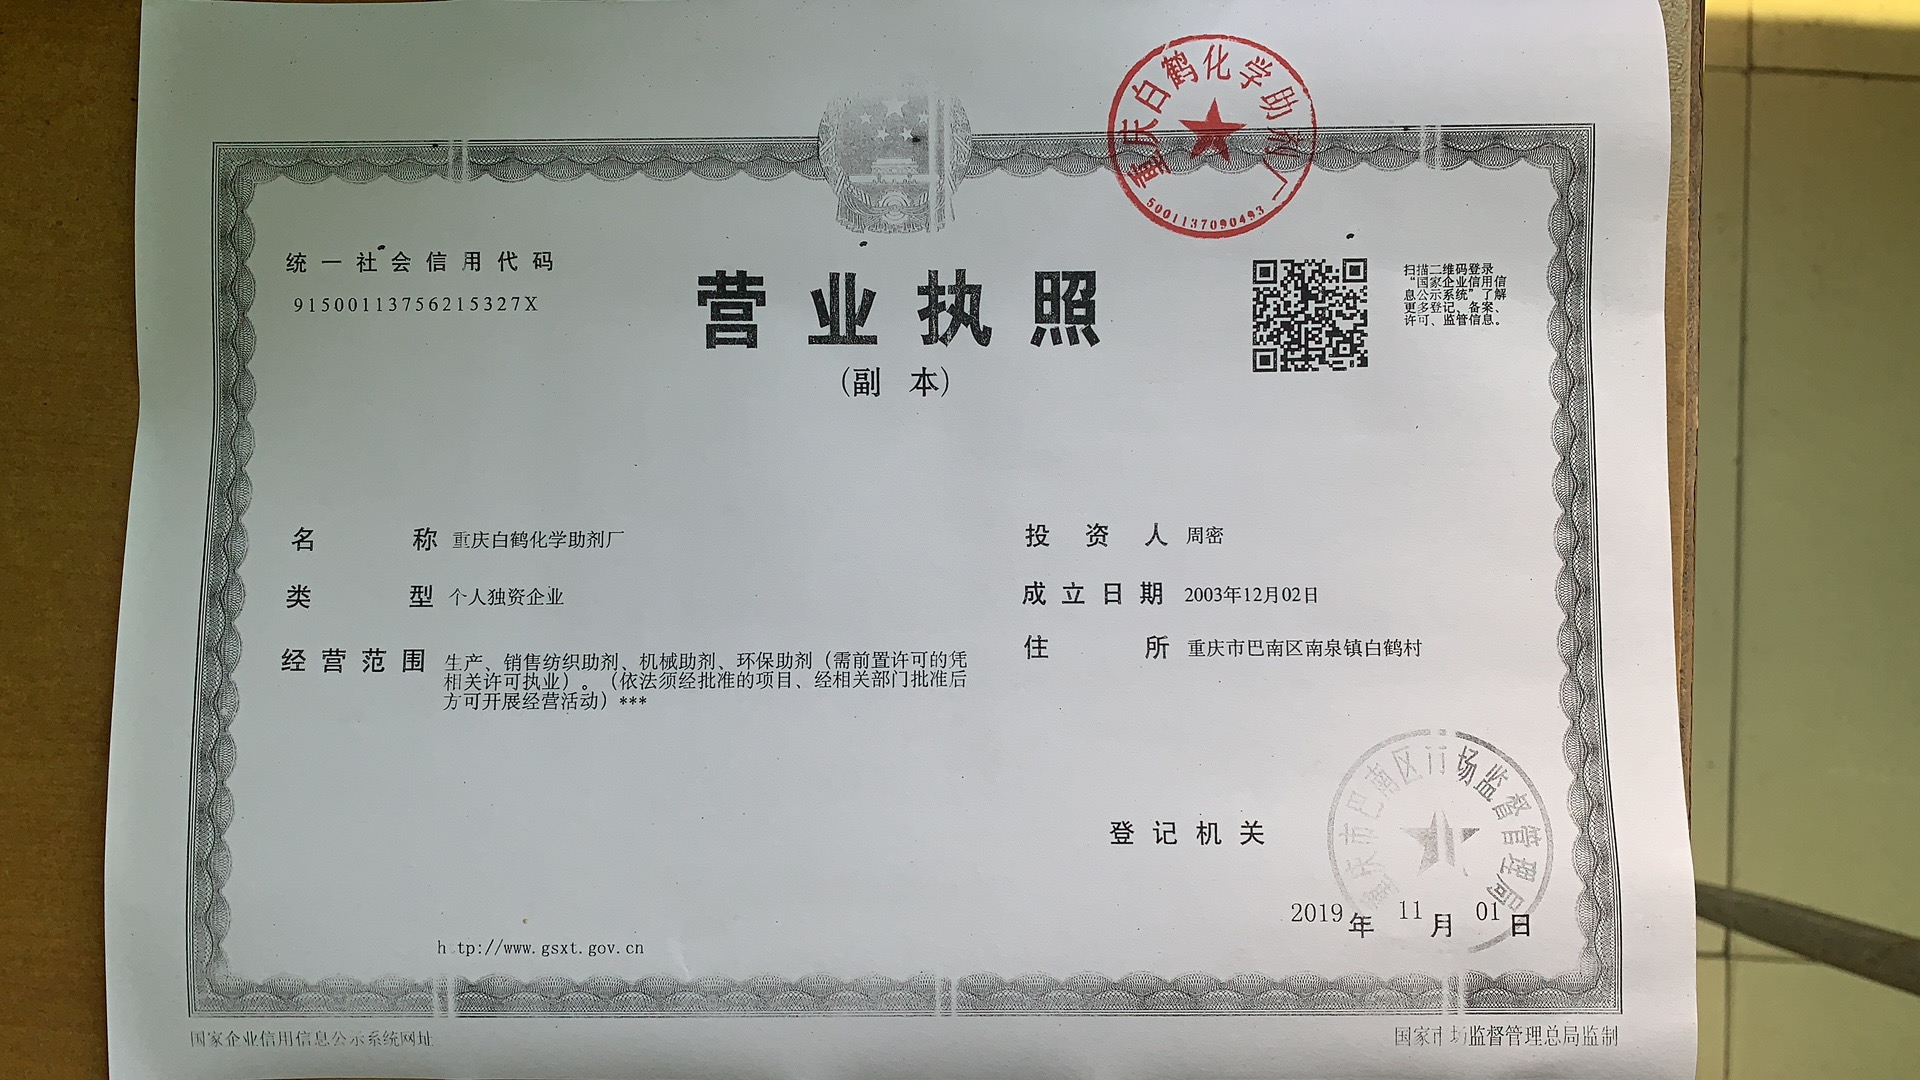 重庆白鹤化学助剂厂
5001137090493
统一社会信用代码
91500113756215327X
营业执照
（副 本）
扫描二维码登录
“国家企业信用信
息公示系统”了解
更多登记、备案、
许可、监管信息。
名 称 重庆白鹤化学助剂厂
类 型 个人独资企业
经营范围 生产、销售纺织助剂、机械助剂、环保助剂（需前置许可的凭
相关许可执业）。（依法须经批准的项目、经相关部门批准后
方可开展经营活动）***
投资人 周密
成立日期 2003年12月02日
住 所 重庆市巴南区南泉镇白鹤村
登记机关
重庆市巴南区市场监督管理局
2019年11月01日
http://www.gsxt.gov.cn
国家企业信用信息公示系统网址
国家市场监督管理总局监制